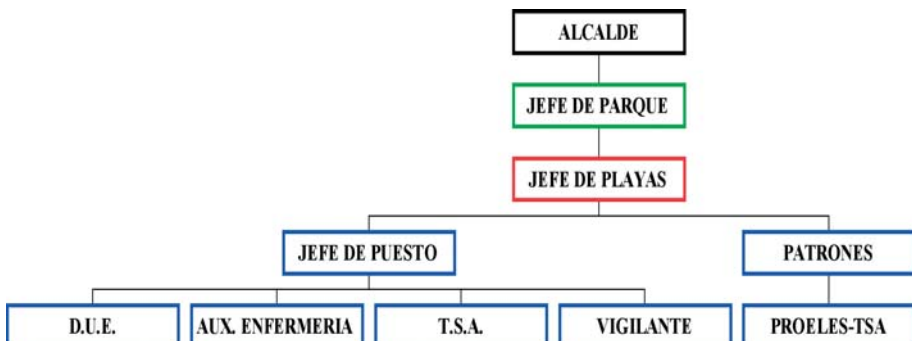 ALCALDE
JEFE DE PARQUE
JEFE DE PLAYAS
JEFE DE PUESTO
PATRONES
D.U.E.
AUX. ENFERMERIA
T.S.A.
VIGILANTE
PROELES-TSA